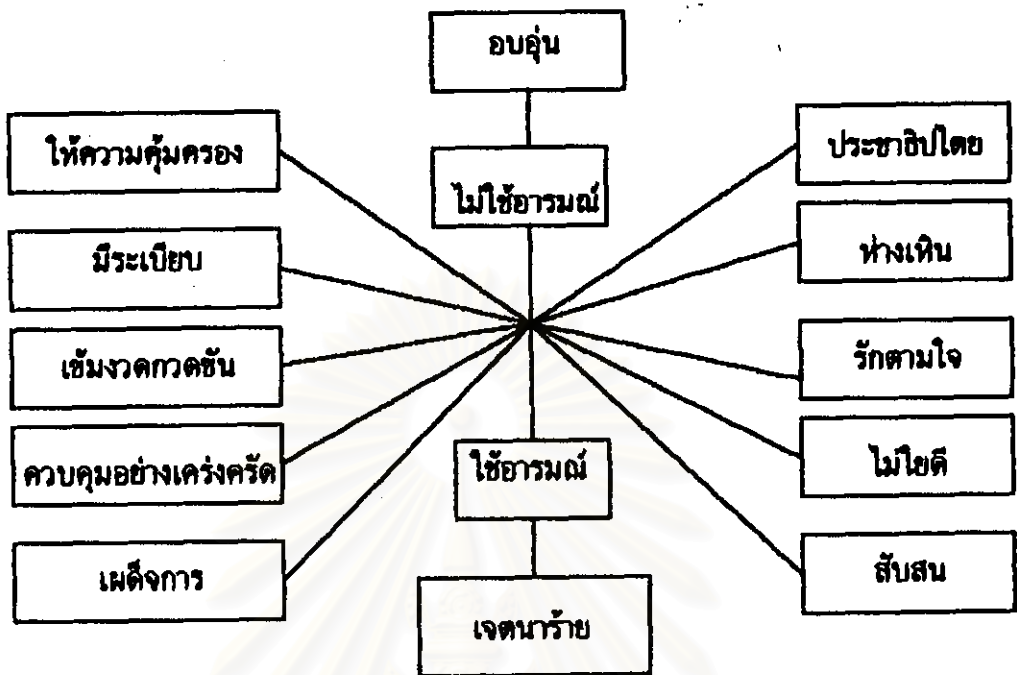 อบอุ่น
ให้ความคุ้มครอง
ประชาธิปไตย
ไม่ใช้อารมณ์
มีระเบียบ
ห่างเหิน
เข้มงวดกวดขัน
รักตามใจ
ควบคุมอย่างเคร่งครัด
ใช้อารมณ์
ไม่ใยดี
เผด็จการ
สับสน
เจตนาร้าย